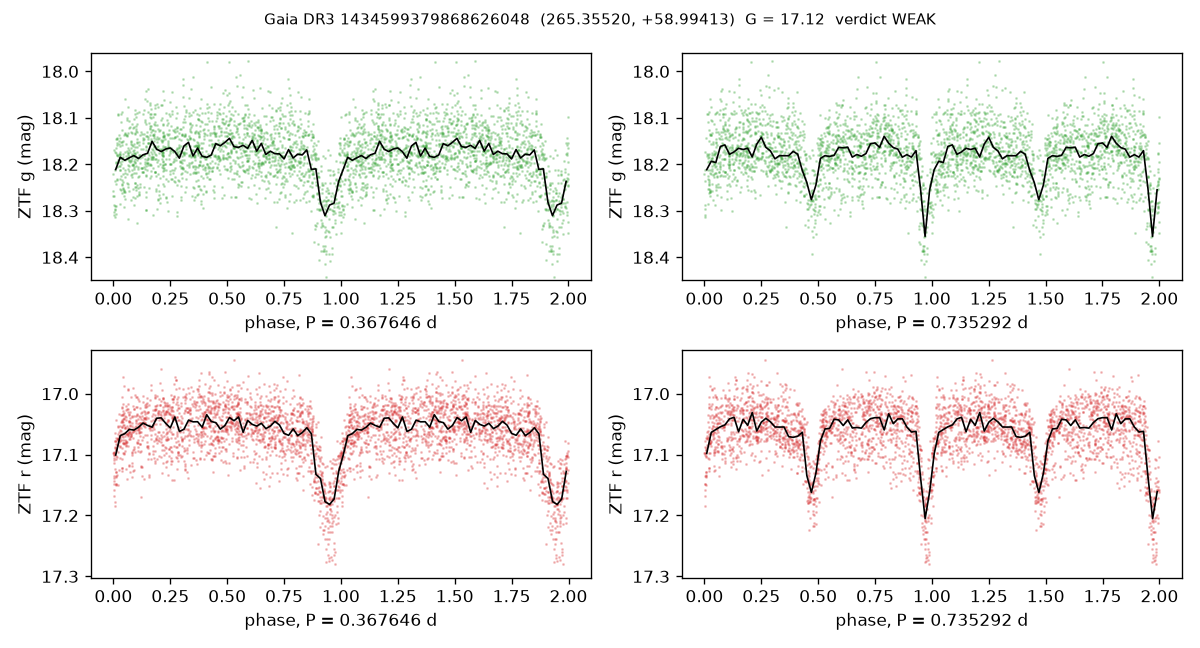 Gaia DR3 1434599379868626048 (265.35520, +58.99413) G = 17.12 verdict WEAK
ZTF g (mag)
18.0
18.1
18.2
18.3
18.4
0.00 0.25 0.50 0.75 1.00 1.25 1.50 1.75 2.00
phase, P = 0.367646 d
ZTF g (mag)
18.0
18.1
18.2
18.3
18.4
0.00 0.25 0.50 0.75 1.00 1.25 1.50 1.75 2.00
phase, P = 0.735292 d
ZTF r (mag)
17.0
17.1
17.2
17.3
0.00 0.25 0.50 0.75 1.00 1.25 1.50 1.75 2.00
phase, P = 0.367646 d
ZTF r (mag)
17.0
17.1
17.2
17.3
0.00 0.25 0.50 0.75 1.00 1.25 1.50 1.75 2.00
phase, P = 0.735292 d